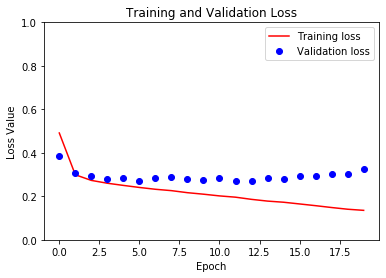 Training and Validation Loss
Training loss
Validation loss
Loss Value
1.0
0.8
0.6
0.4
0.2
0.0
0.0 2.5 5.0 7.5 10.0 12.5 15.0 17.5
Epoch